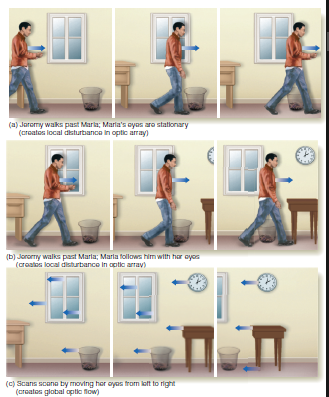 (a) Jeremy walks past Maria; Maria's eyes are stationary
(creates local disturbance in optic array)
(b) Jeremy walks past Maria; Maria follows him with her eyes
(creates local disturbance in optic array)
(c) Scans scene by moving her eyes from left to right
(creates global optic flow)